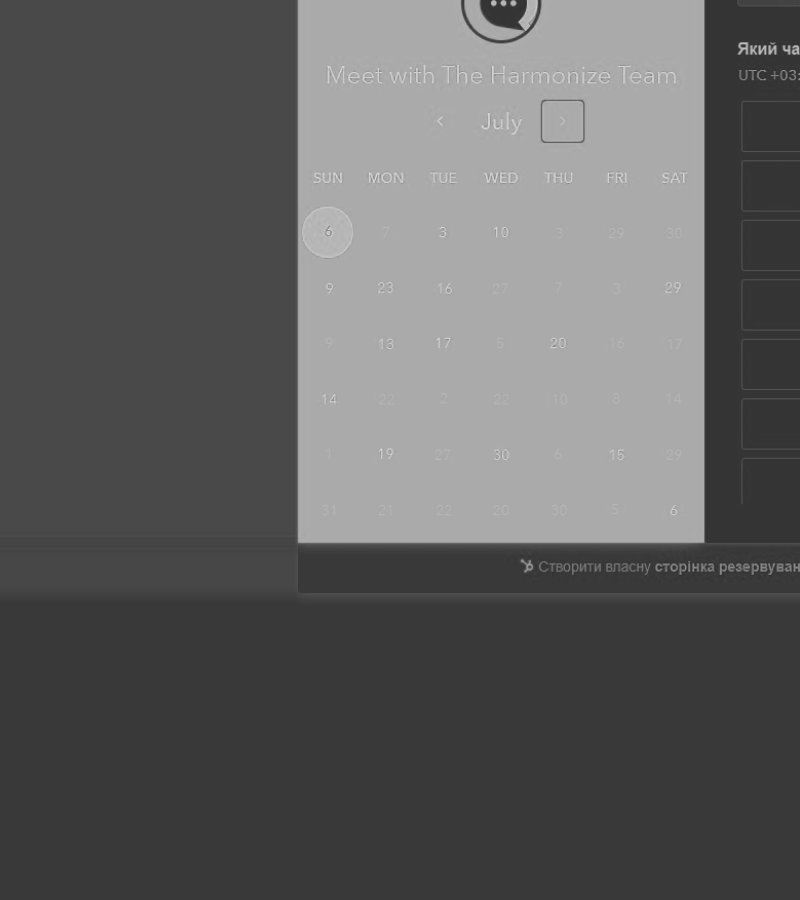 Meet with The Harmonize Team
July
SUN MON TUE WED THU FRI SAT
6 7 3 10 3 29 30
9 23 16 27 7 3 29
9 13 17 5 20 16 17
14 22 2 22 10 8 14
1 19 27 30 6 15 29
31 21 22 20 30 5 6
Який ча
UTC +03:
Створити власну сторінка резервуван